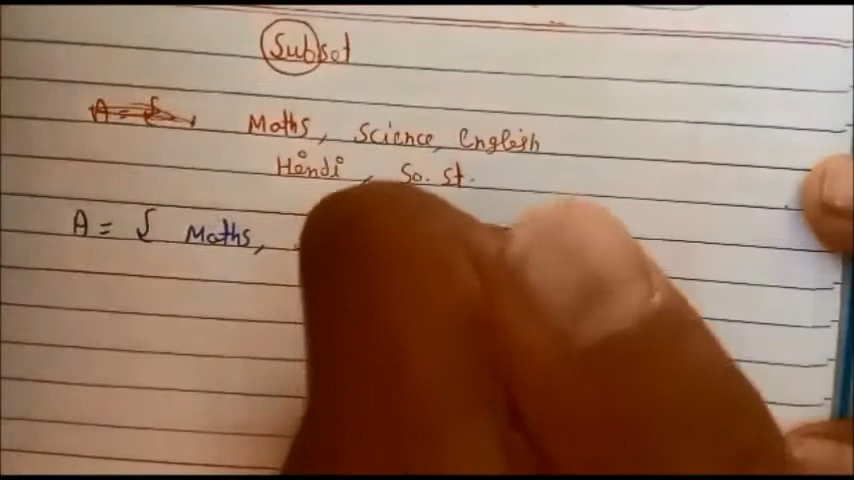 Subset
A = {
Maths, Science, English
Hindi, So. st.
A = { Maths,